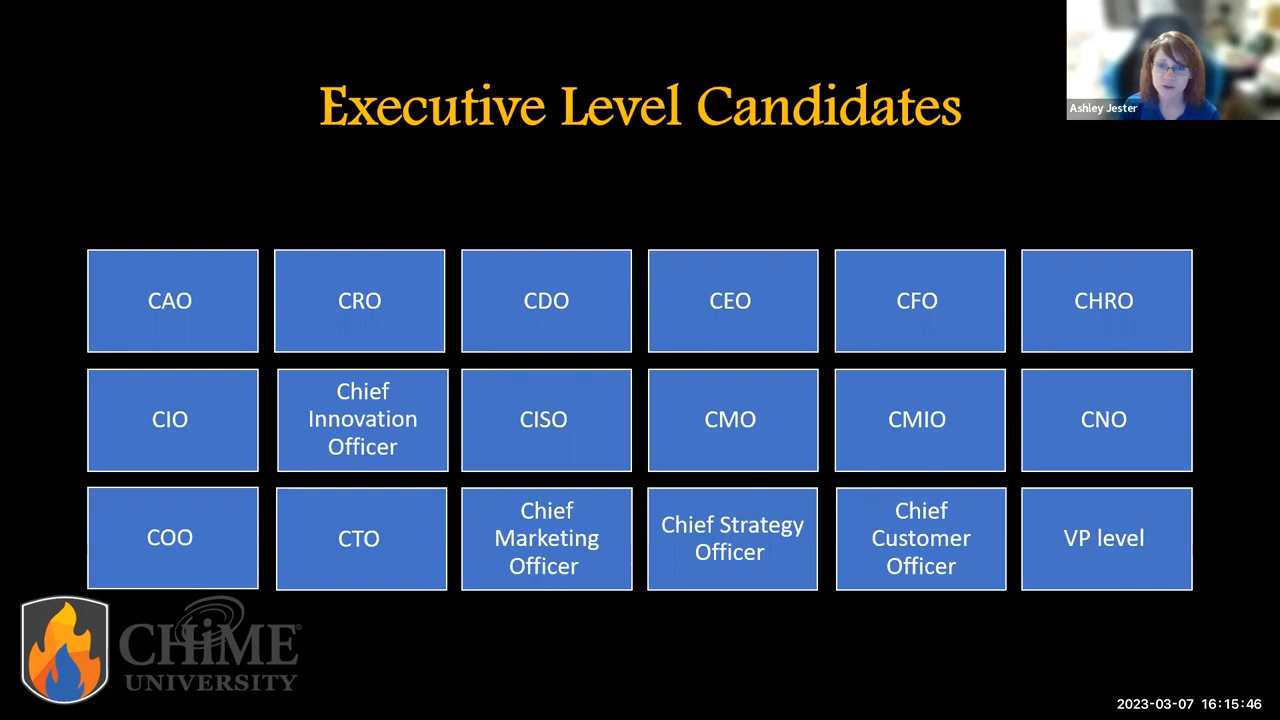 Ashley Jester
Executive Level Candidates
CAO
CRO
CDO
CEO
CFO
CHRO
CIO
Chief
Innovation
Officer
CISO
CMO
CMIO
CNO
COO
CTO
Chief
Marketing
Officer
Chief Strategy
Officer
Chief
Customer
Officer
VP level
CHiME®
UNIVERSITY
2023-03-07 16:15:46